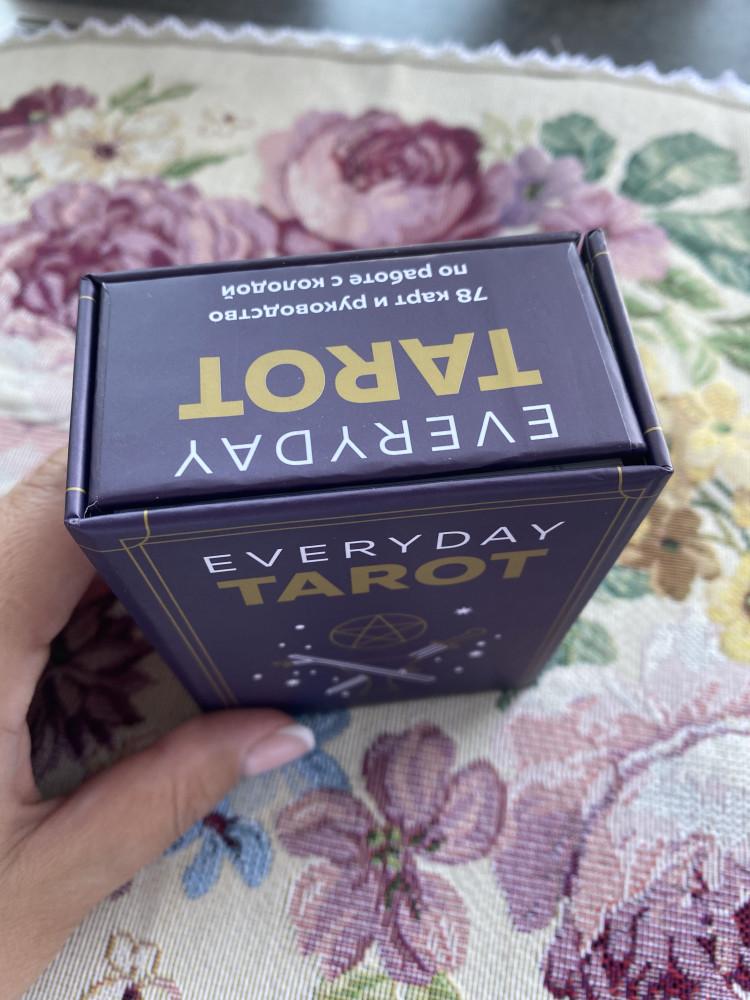 EVERYDAY
TAROT
78 карт и руководство
по работе с колодой
EVERYDAY
TAROT